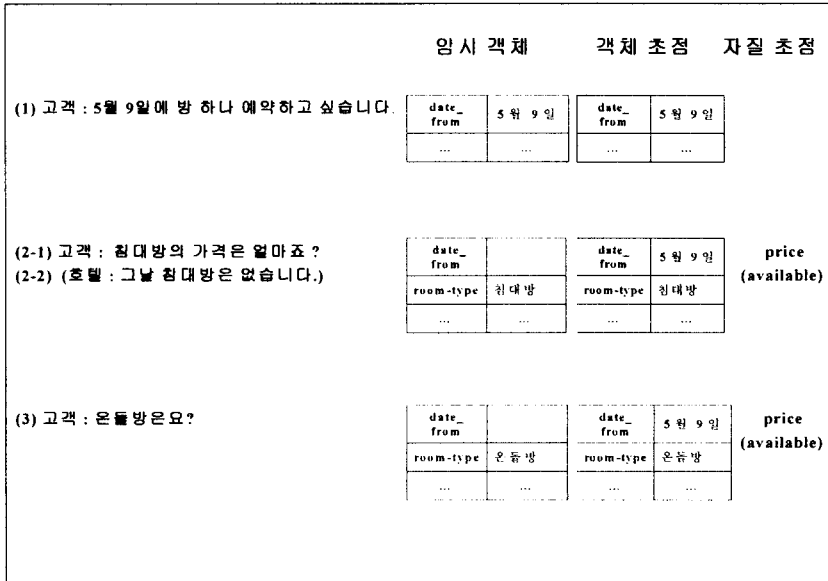 암시 객체 객체 초점 자질 초점
(1) 고객 : 5월 9일에 방 하나 예약하고 싶습니다.
date_from 5월 9일 date_from 5월 9일
... ... ... ...
(2-1) 고객 : 침대방의 가격은 얼마죠 ?
(2-2) (호텔 : 그날 침대방은 없습니다.)
date_from date_from 5월 9일 price
room-type 침대방 room-type 침대방 (available)
... ... ... ...
(3) 고객 : 온돌방은요?
date_from date_from 5월 9일 price
room-type 온돌방 room-type 온돌방 (available)
... ... ... ...